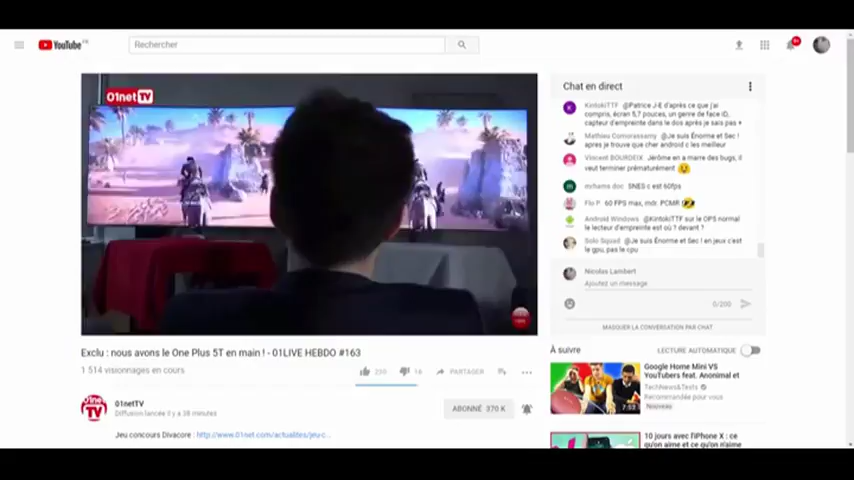 YouTube FR
Rechercher
9+
01net TV
Chat en direct
KintokiTTF @Patrice J-E d'après ce que j'ai
compris, écran 5,7 pouces, un genre de face iD,
capteur d'empreinte dans le dos après je sais pas +
Mathieu Comorassamy @Je suis Énorme et Sec !
apres je trouvait que cher android c les meilleur
Vincent BOURDEIX Jérôme en a marre des bugs, il
veut terminer prématurément
mrhams doc SNES c est 60fps
Flo P. 60 FPS max, mdr. PCMR
Android Windows @KintokiTTF sur le OP5 normal
le lecteur d'empreinte est où ? devant ?
Solo Squad @Je suis Énorme et Sec ! en jeux c'est
le gpu, pas le cpu
Nicolas Lambert
Ajoutez un message...
0/200
MASQUER LA CONVERSATION PAR CHAT
Exclu : nous avons le One Plus 5T en main ! - 01LIVE HEBDO #163
1 514 visionnages en cours
PARTAGER
01netTV
Diffusion lancée il y a 38 minutes
ABONNÉ 370 K
Jeu concours Divacore : http://www.01net.com/actualites/jeu-c...
À suivre
LECTURE AUTOMATIQUE
Google Home Mini VS
YouTubers feat. Anonimal et
TechNews&Tests
Recommandée pour vous
Nouveau
7:53
10 jours avec l'iPhone X : ce
qu'on aime et ce qu'on n'aime